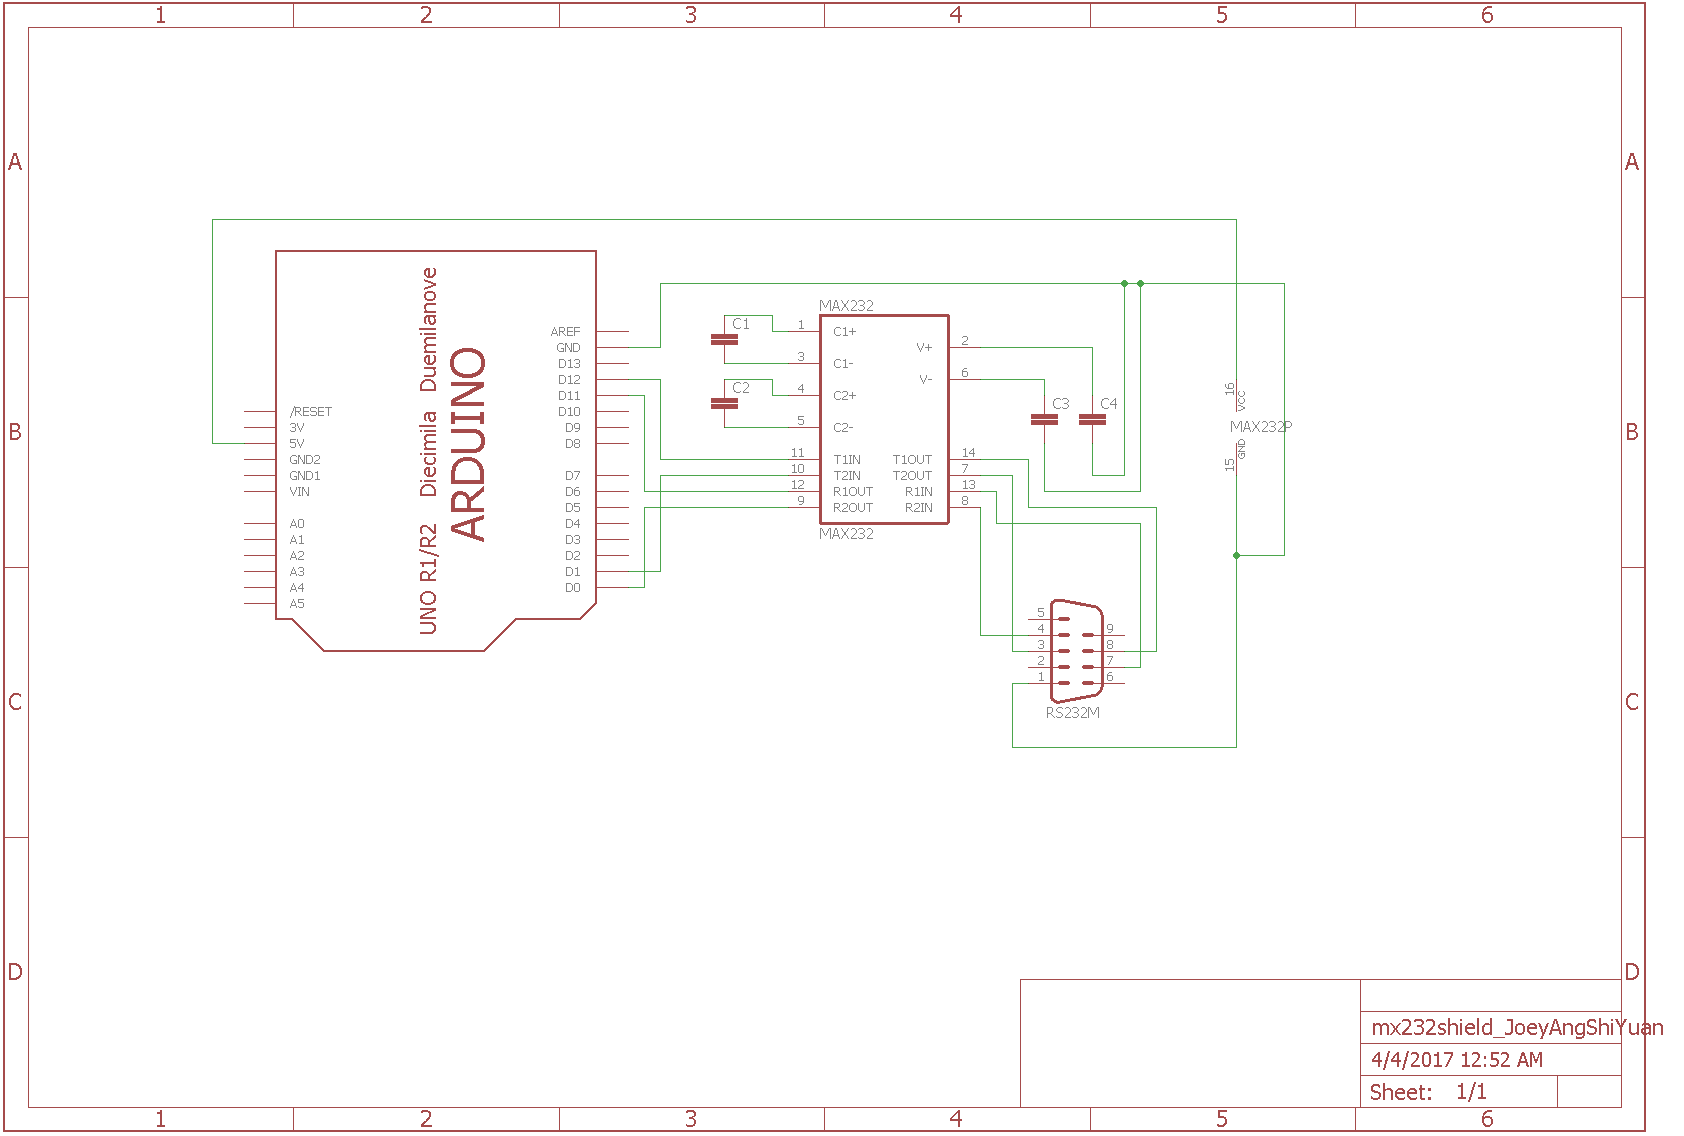 1 2 3 4 5 6
A A
B B
C C
D D
UNO R1/R2 Diecimila Duemilanove
ARDUINO
/RESET
3V
5V
GND2
GND1
VIN
A0
A1
A2
A3
A4
A5
AREF
GND
D13
D12
D11
D10
D9
D8
D7
D6
D5
D4
D3
D2
D1
D0
C1
C2
MAX232
1 C1+
3 C1-
4 C2+
5 C2-
11 T1IN
10 T2IN
12 R1OUT
9 R2OUT
V+ 2
V- 6
T1OUT 14
T2OUT 7
R1IN 13
R2IN 8
MAX232
C3
C4
16
VCC
MAX232P
GND
15
5
4
3
2
1
9
8
7
6
RS232M
mx232shield_JoeyAngShiYuan
4/4/2017 12:52 AM
Sheet: 1/1
1 2 3 4 5 6